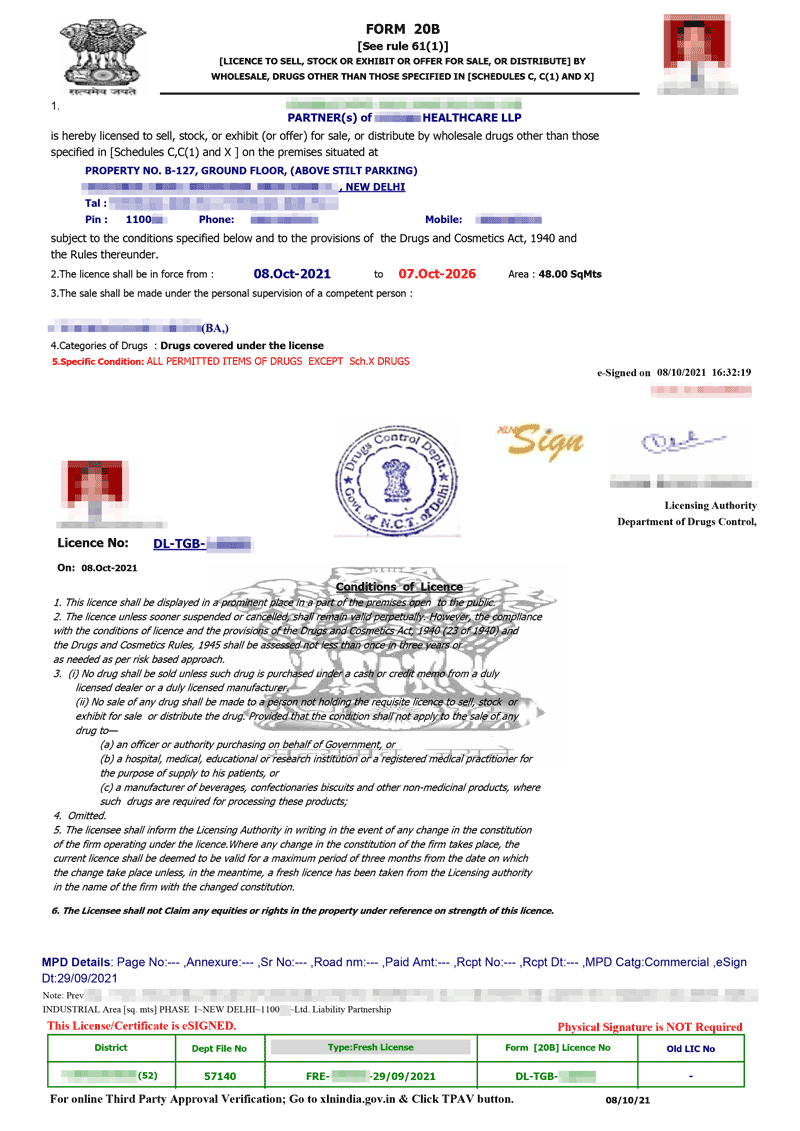 FORM 20B
[See rule 61(1)]
[LICENCE TO SELL, STOCK OR EXHIBIT OR OFFER FOR SALE, OR DISTRIBUTE] BY
WHOLESALE, DRUGS OTHER THAN THOSE SPECIFIED IN [SCHEDULES C, C(1) AND X]
सत्यमेव जयते
1.
PARTNER(s) of HEALTHCARE LLP
is hereby licensed to sell, stock, or exhibit (or offer) for sale, or distribute by wholesale drugs other than those
specified in [Schedules C,C(1) and X ] on the premises situated at
PROPERTY NO. B-127, GROUND FLOOR, (ABOVE STILT PARKING)
, NEW DELHI
Tal :
Pin : 1100 Phone: Mobile:
subject to the conditions specified below and to the provisions of the Drugs and Cosmetics Act, 1940 and
the Rules thereunder.
2.The licence shall be in force from : 08.Oct-2021 to 07.Oct-2026 Area : 48.00 SqMts
3.The sale shall be made under the personal supervision of a competent person :
(BA,)
4.Categories of Drugs : Drugs covered under the license
5.Specific Condition: ALL PERMITTED ITEMS OF DRUGS EXCEPT Sch.X DRUGS
e-Signed on 08/10/2021 16:32:19
Drugs Control Deptt.
Govt. of N.C.T. of Delhi
XLN Sign
Licensing Authority
Department of Drugs Control,
Licence No: DL-TGB-
On: 08.Oct-2021
Conditions of Licence
1. This licence shall be displayed in a prominent place in a part of the premises open to the public.
2. The licence unless sooner suspended or cancelled, shall remain valid perpetually. However, the compliance
with the conditions of licence and the provisions of the Drugs and Cosmetics Act, 1940 (23 of 1940) and
the Drugs and Cosmetics Rules, 1945 shall be assessed not less than once in three years or
as needed as per risk based approach.
3. (i) No drug shall be sold unless such drug is purchased under a cash or credit memo from a duly
licensed dealer or a duly licensed manufacturer.
(ii) No sale of any drug shall be made to a person not holding the requisite licence to sell, stock or
exhibit for sale or distribute the drug. Provided that the condition shall not apply to the sale of any
drug to—
(a) an officer or authority purchasing on behalf of Government, or
(b) a hospital, medical, educational or research institution or a registered medical practitioner for
the purpose of supply to his patients, or
(c) a manufacturer of beverages, confectionaries biscuits and other non-medicinal products, where
such drugs are required for processing these products;
4. Omitted.
5. The licensee shall inform the Licensing Authority in writing in the event of any change in the constitution
of the firm operating under the licence.Where any change in the constitution of the firm takes place, the
current licence shall be deemed to be valid for a maximum period of three months from the date on which
the change take place unless, in the meantime, a fresh licence has been taken from the Licensing authority
in the name of the firm with the changed constitution.
6. The Licensee shall not Claim any equities or rights in the property under reference on strength of this licence.
MPD Details: Page No:--- ,Annexure:--- ,Sr No:--- ,Road nm:--- ,Paid Amt:--- ,Rcpt No:--- ,Rcpt Dt:--- ,MPD Catg:Commercial ,eSign
Dt:29/09/2021
Note: Prev
INDUSTRIAL Area [sq. mts] PHASE I~NEW DELHI~1100 ~Ltd. Liability Partnership
This License/Certificate is eSIGNED. Physical Signature is NOT Required
District Dept File No Type:Fresh License Form [20B] Licence No Old LIC No
(52) 57140 FRE- -29/09/2021 DL-TGB- -
For online Third Party Approval Verification; Go to xlnindia.gov.in & Click TPAV button. 08/10/21